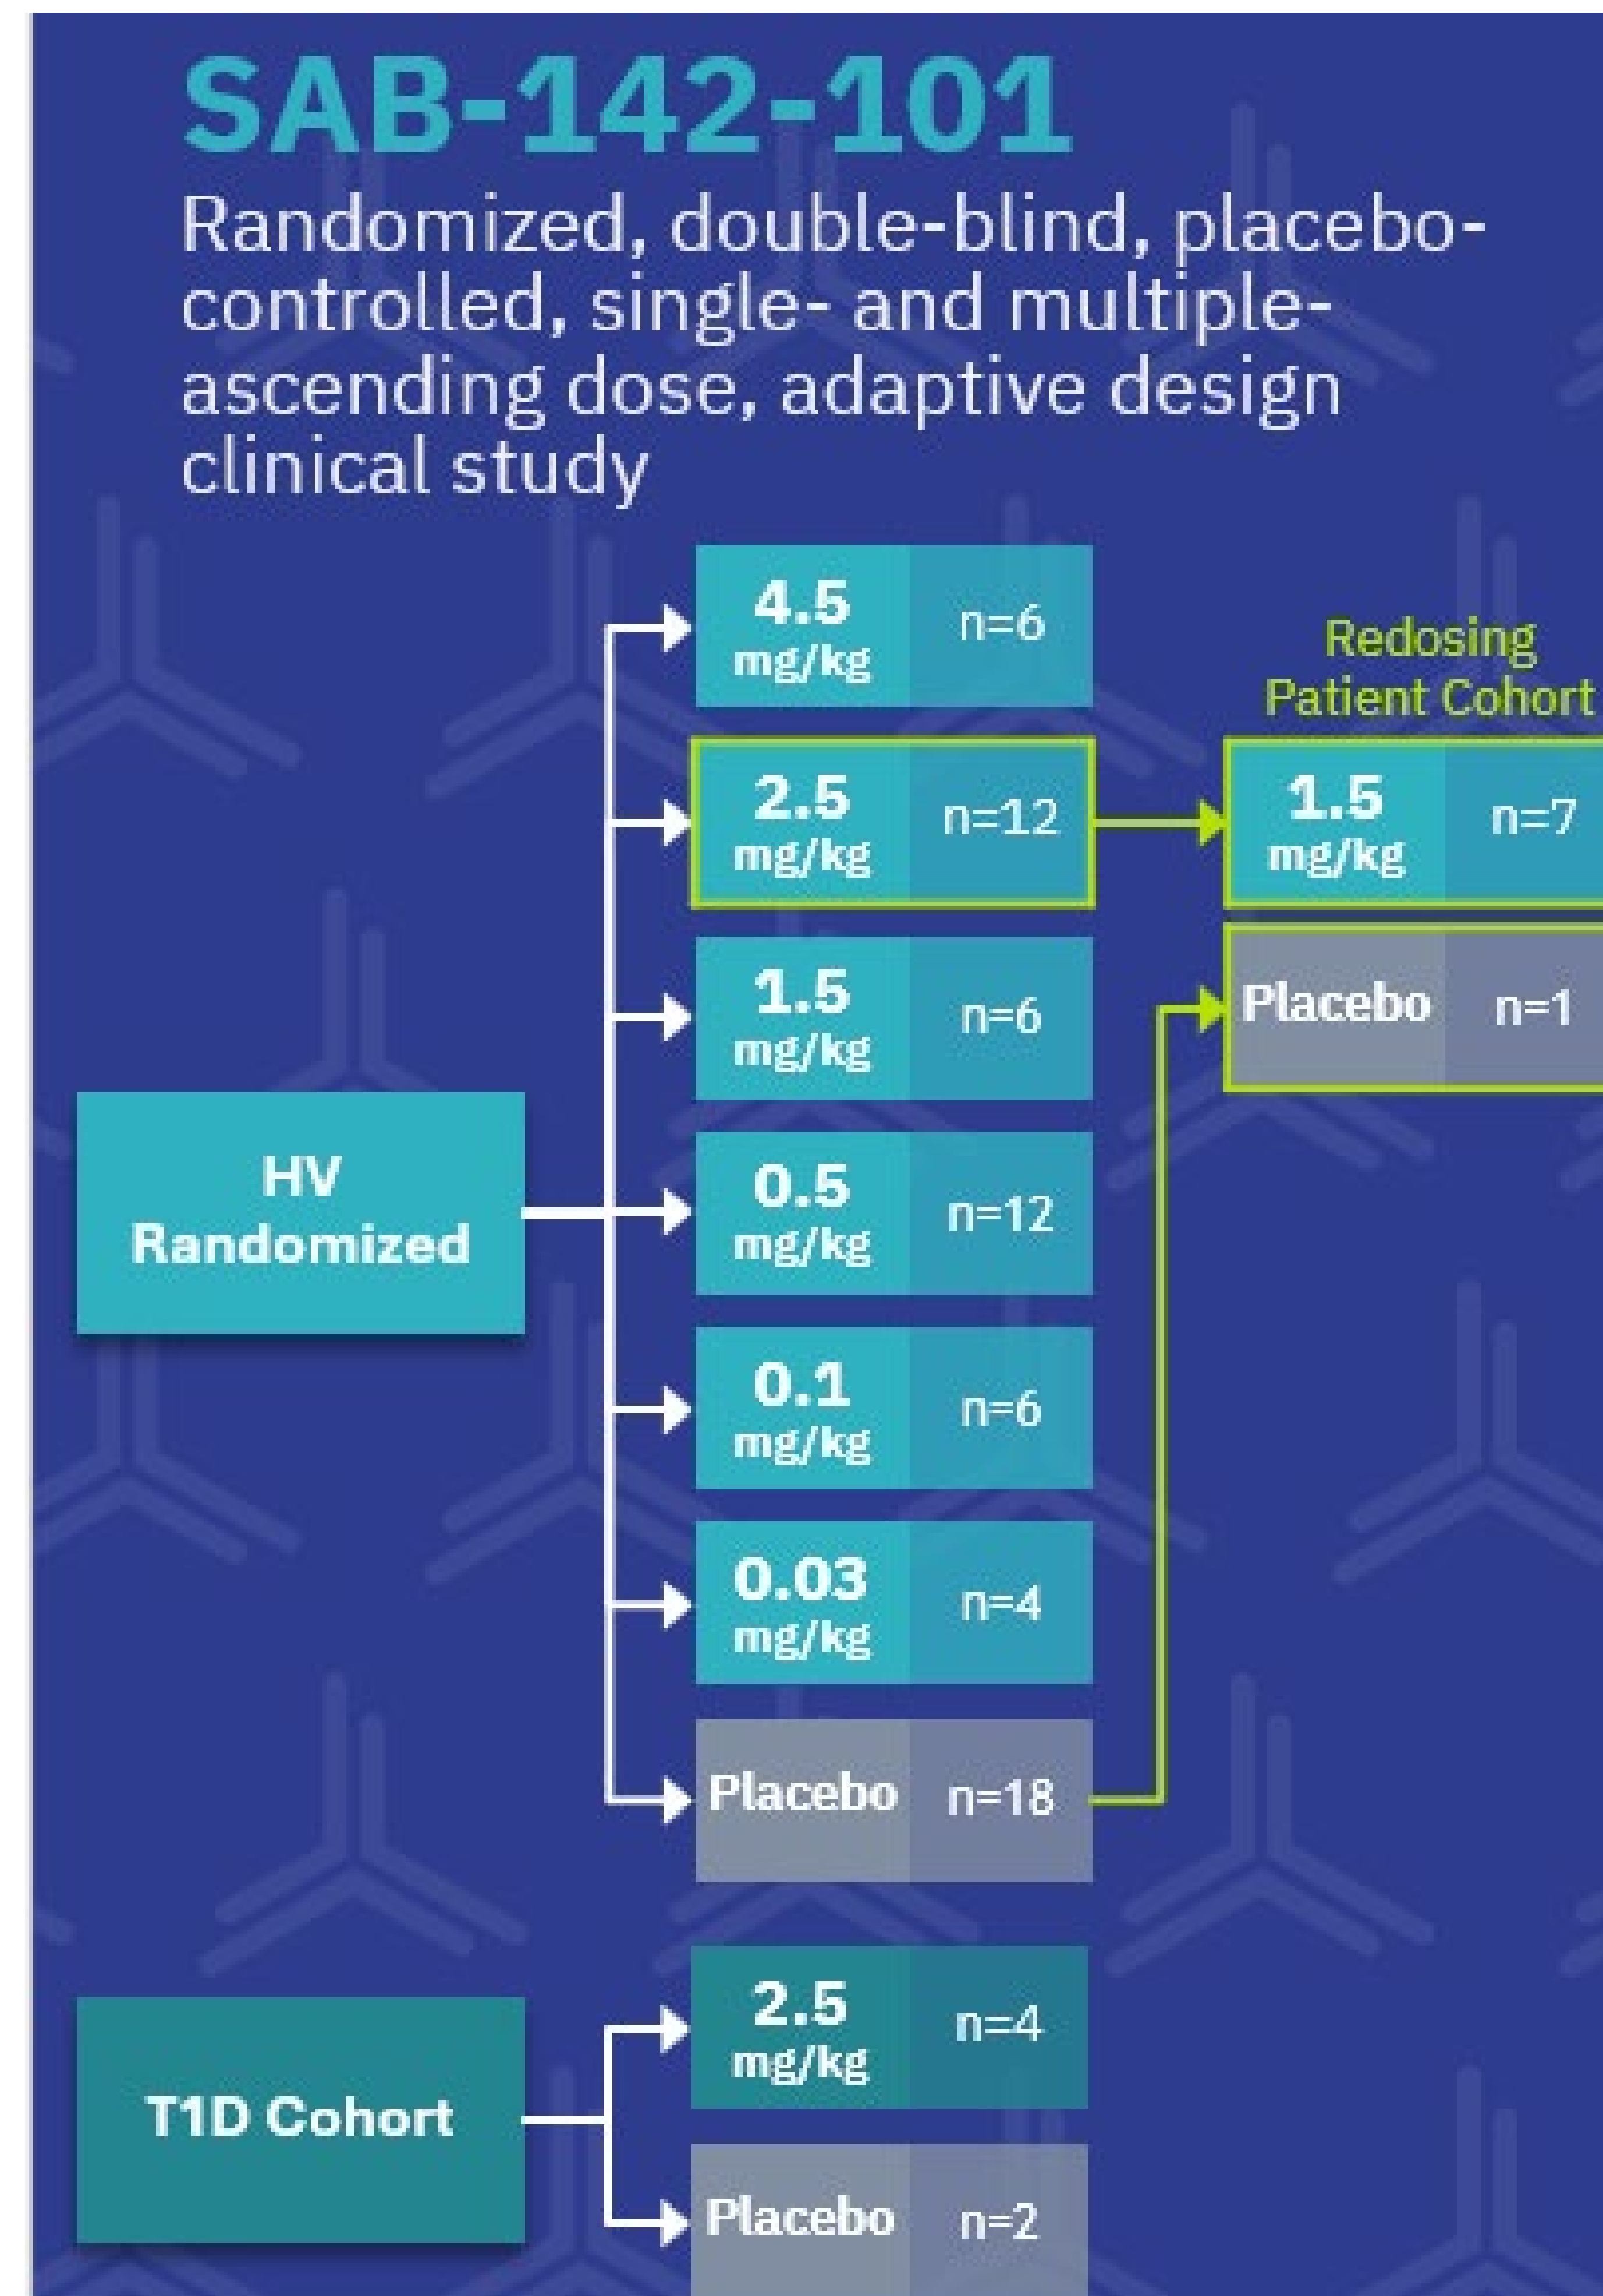 SAB-142-101
Randomized, double-blind, placebo-
controlled, single- and multiple-
ascending dose, adaptive design
clinical study
4.5
mg/kg
n=6
Redosing
Patient Cohort
2.5
mg/kg
n=12
1.5
mg/kg
n=7
1.5
mg/kg
n=6
Placebo
n=1
HV
Randomized
0.5
mg/kg
n=12
0.1
mg/kg
n=6
0.03
mg/kg
n=4
Placebo
n=18
T1D Cohort
2.5
mg/kg
n=4
Placebo
n=2